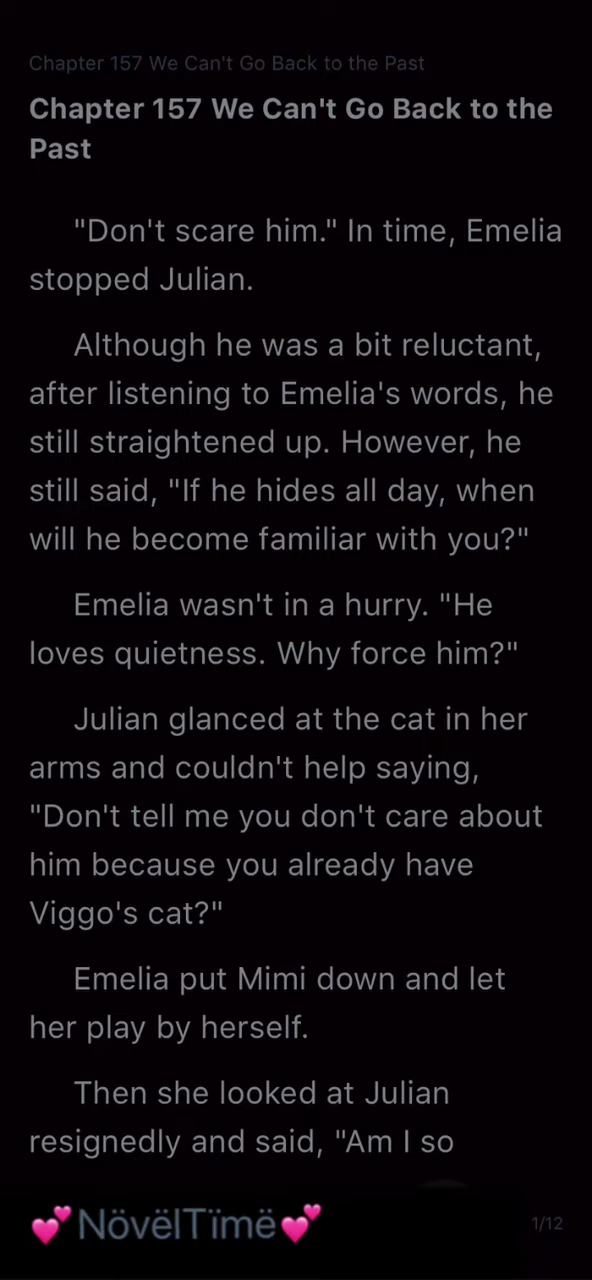 Chapter 157 We Can't Go Back to the Past
Chapter 157 We Can't Go Back to the
Past
"Don't scare him." In time, Emelia
stopped Julian.
Although he was a bit reluctant,
after listening to Emelia's words, he
still straightened up. However, he
still said, "If he hides all day, when
will he become familiar with you?"
Emelia wasn't in a hurry. "He
loves quietness. Why force him?"
Julian glanced at the cat in her
arms and couldn't help saying,
"Don't tell me you don't care about
him because you already have
Viggo's cat?"
Emelia put Mimi down and let
her play by herself.
Then she looked at Julian
resignedly and said, "Am I so
💕NövëlTïmë💕
1/12